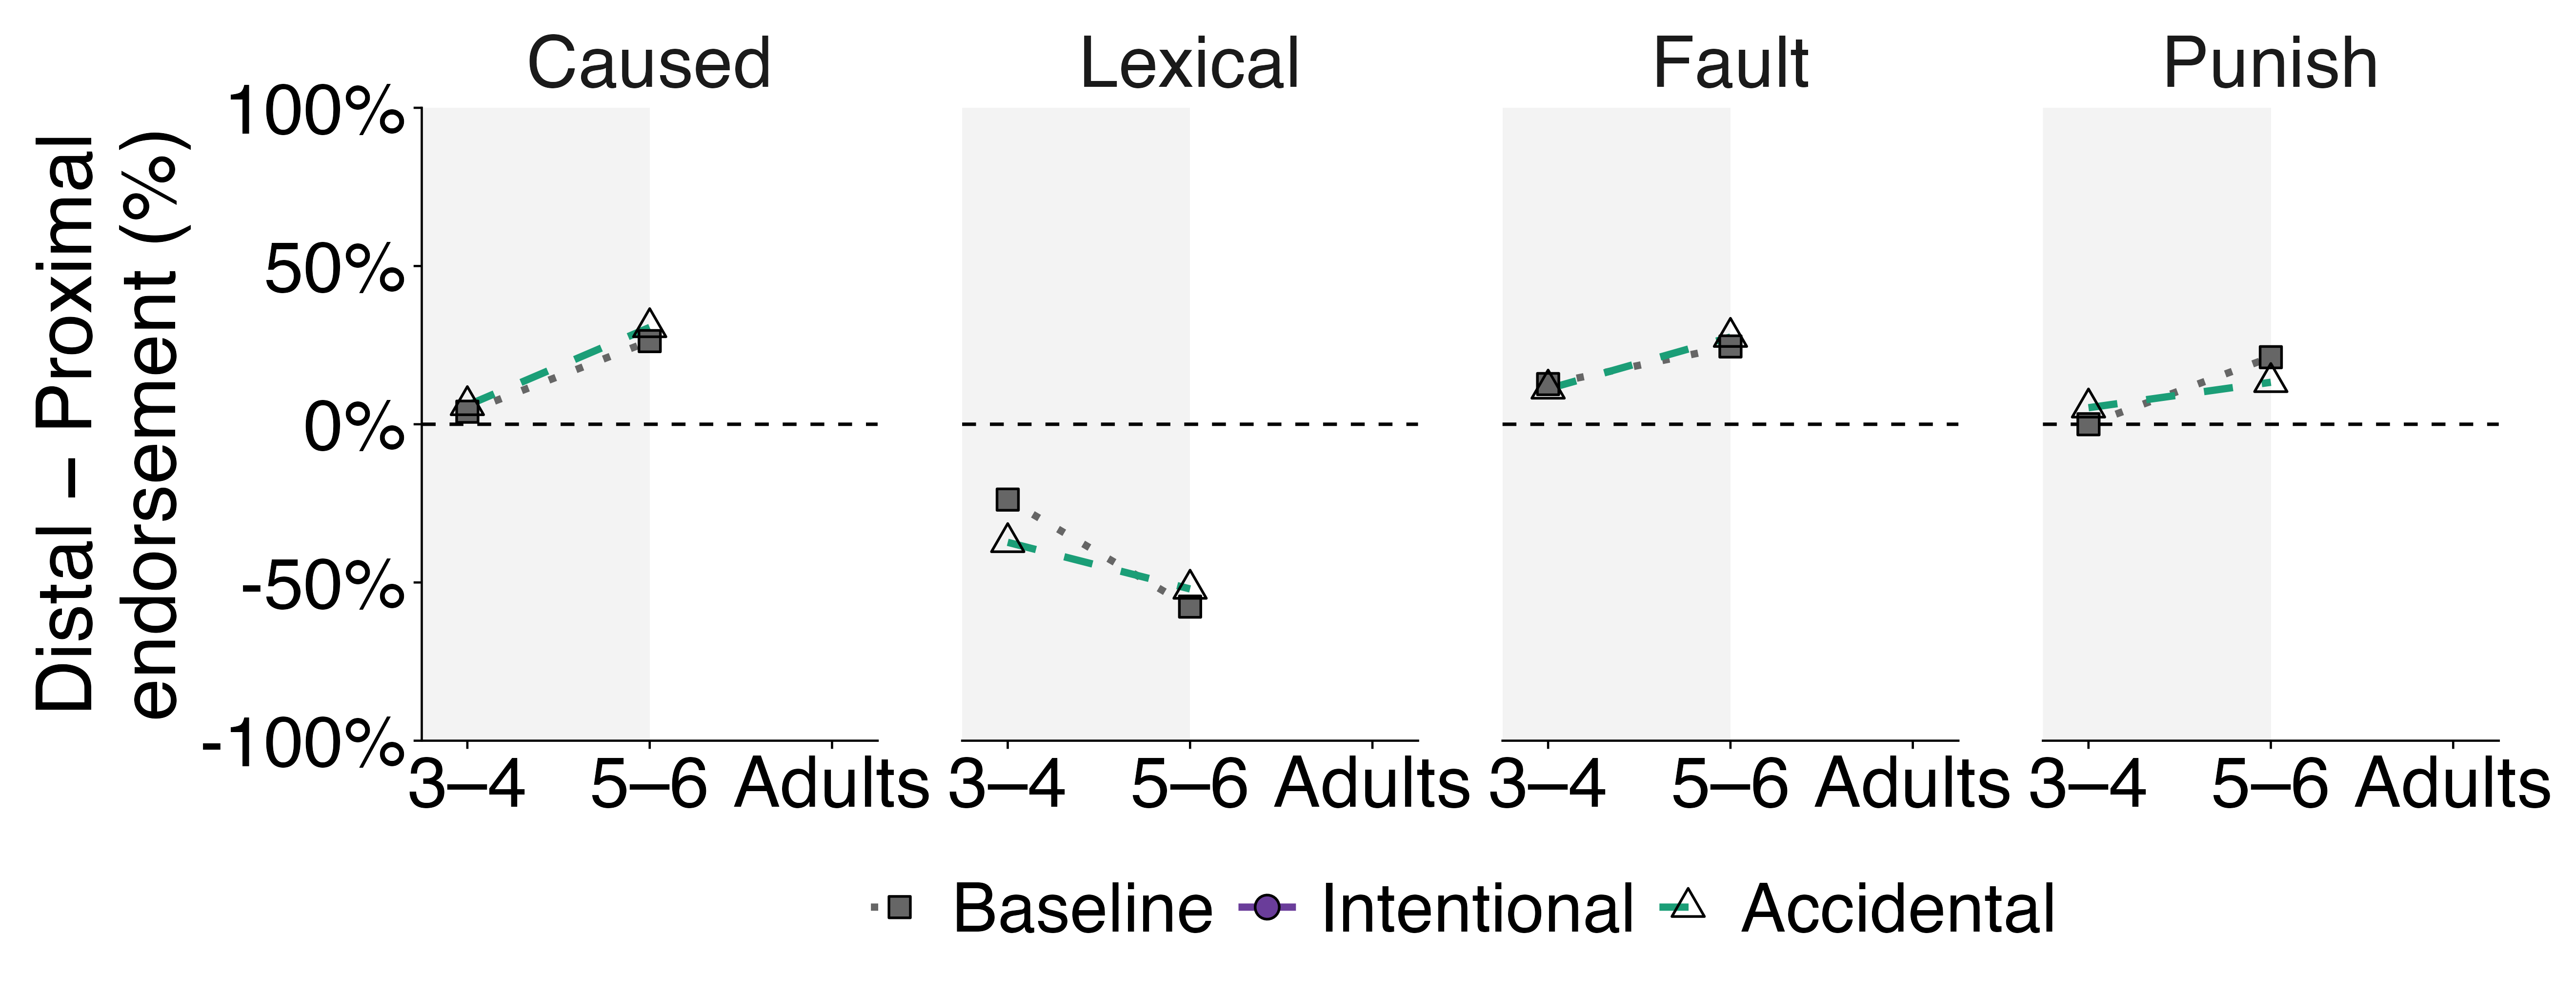 Caused Lexical Fault Punish
Distal – Proximal
endorsement (%)
100%
50%
0%
-50%
-100%
3–4 5–6 Adults 3–4 5–6 Adults 3–4 5–6 Adults 3–4 5–6 Adults
Baseline Intentional Accidental